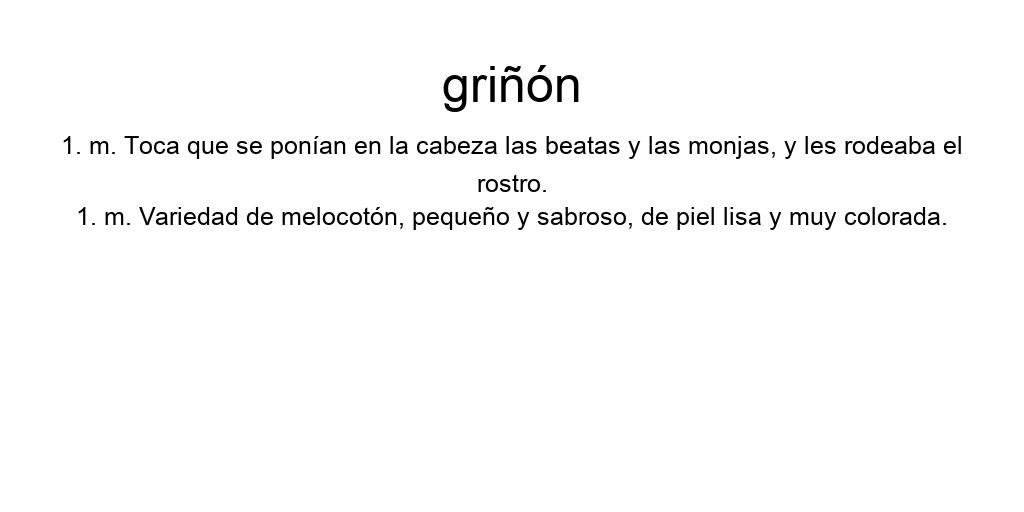 griñón
1. m. Toca que se ponían en la cabeza las beatas y las monjas, y les rodeaba el
rostro.
1. m. Variedad de melocotón, pequeño y sabroso, de piel lisa y muy colorada.